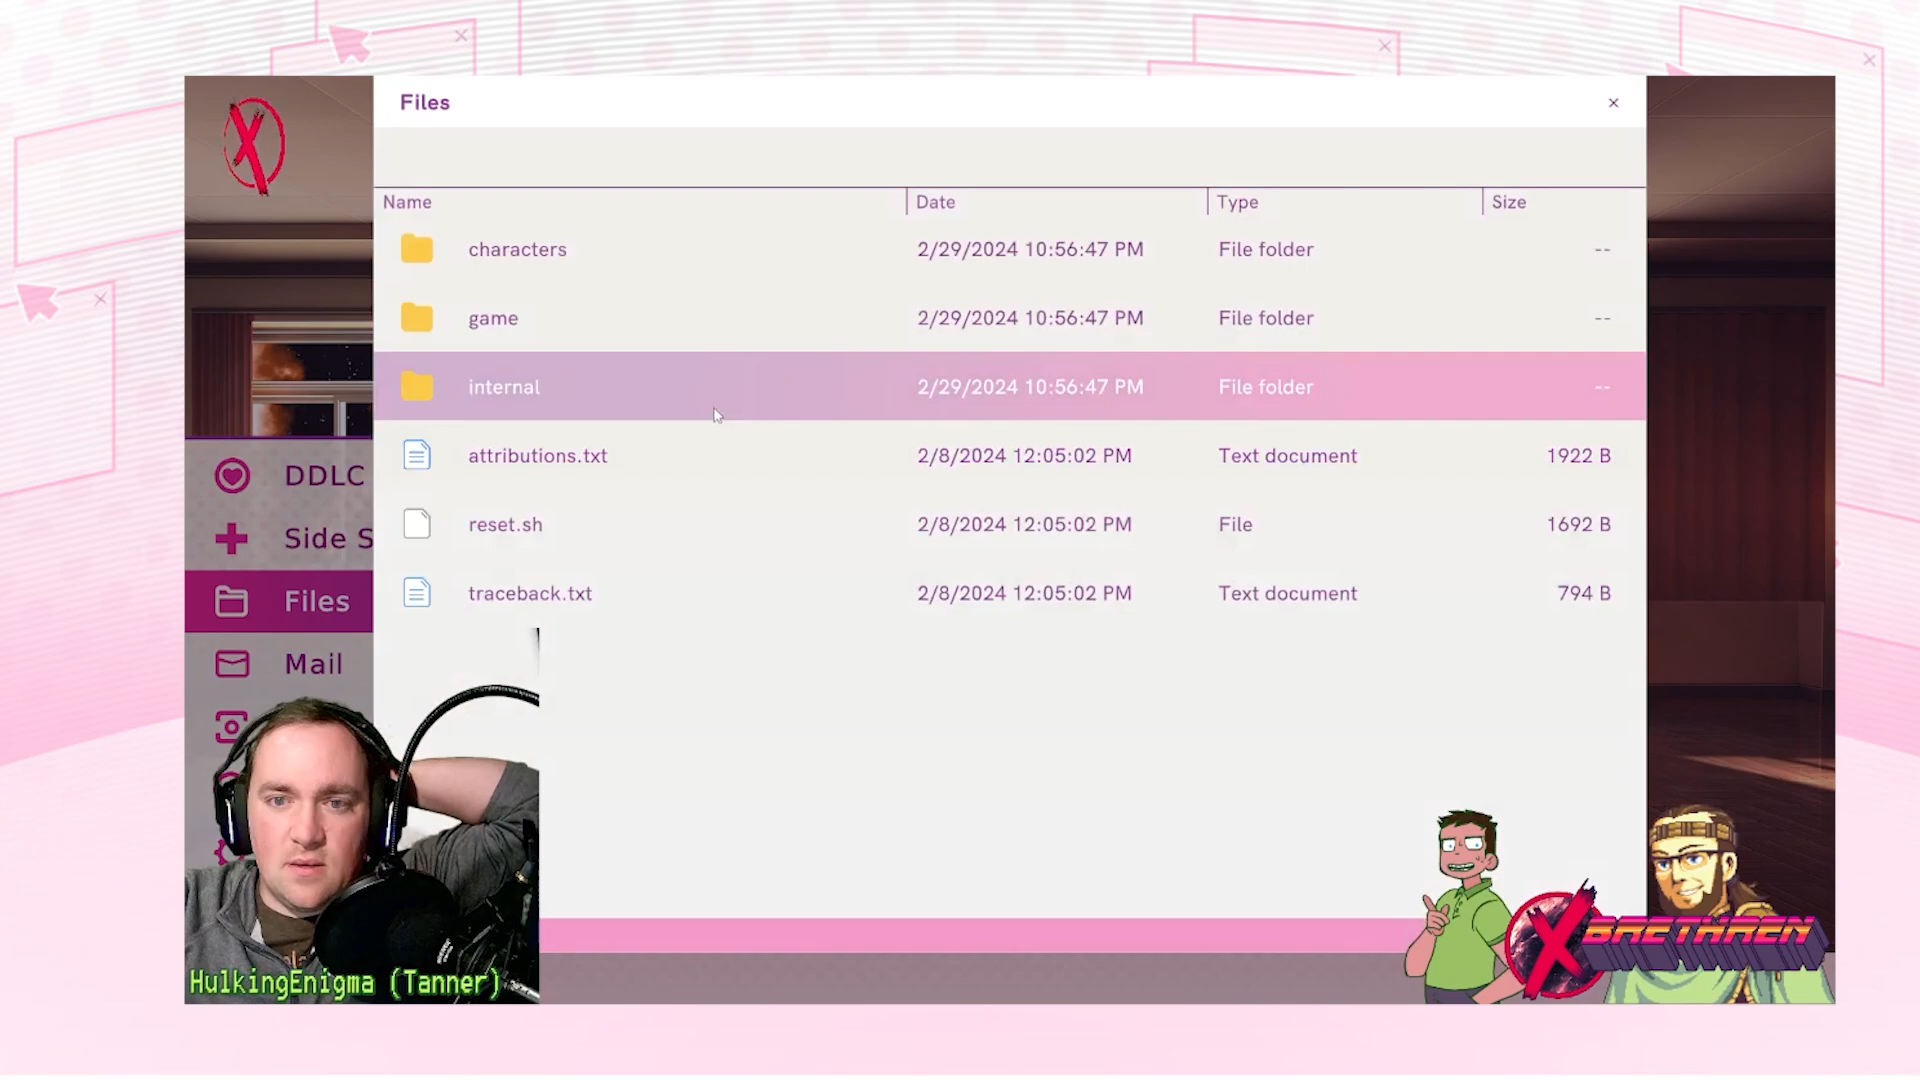 Files
Name Date Type Size
characters 2/29/2024 10:56:47 PM File folder --
game 2/29/2024 10:56:47 PM File folder --
internal 2/29/2024 10:56:47 PM File folder --
attributions.txt 2/8/2024 12:05:02 PM Text document 1922 B
reset.sh 2/8/2024 12:05:02 PM File 1692 B
traceback.txt 2/8/2024 12:05:02 PM Text document 794 B
DDLC
Side S
Files
Mail
HulkingEnigma (Tanner)
X BRETHREN